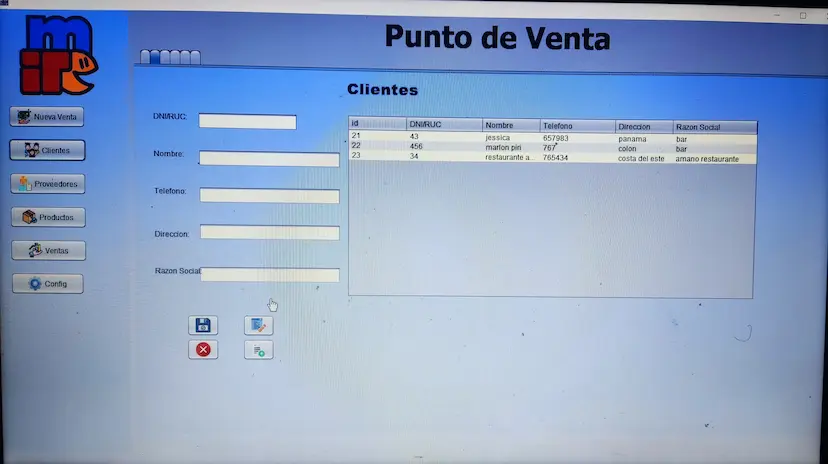 mire
Punto de Venta
Clientes
Nueva Venta
Clientes
Proveedores
Productos
Ventas
Config
DNI/RUC:
Nombre:
Telefono:
Direccion:
Razon Social:
id DNI/RUC Nombre Telefono Direccion Razon Social
21 43 jessica 657983 panama bar
22 456 marlon piri 767 colon bar
23 34 restaurante a... 765434 costa del este amano restaurante